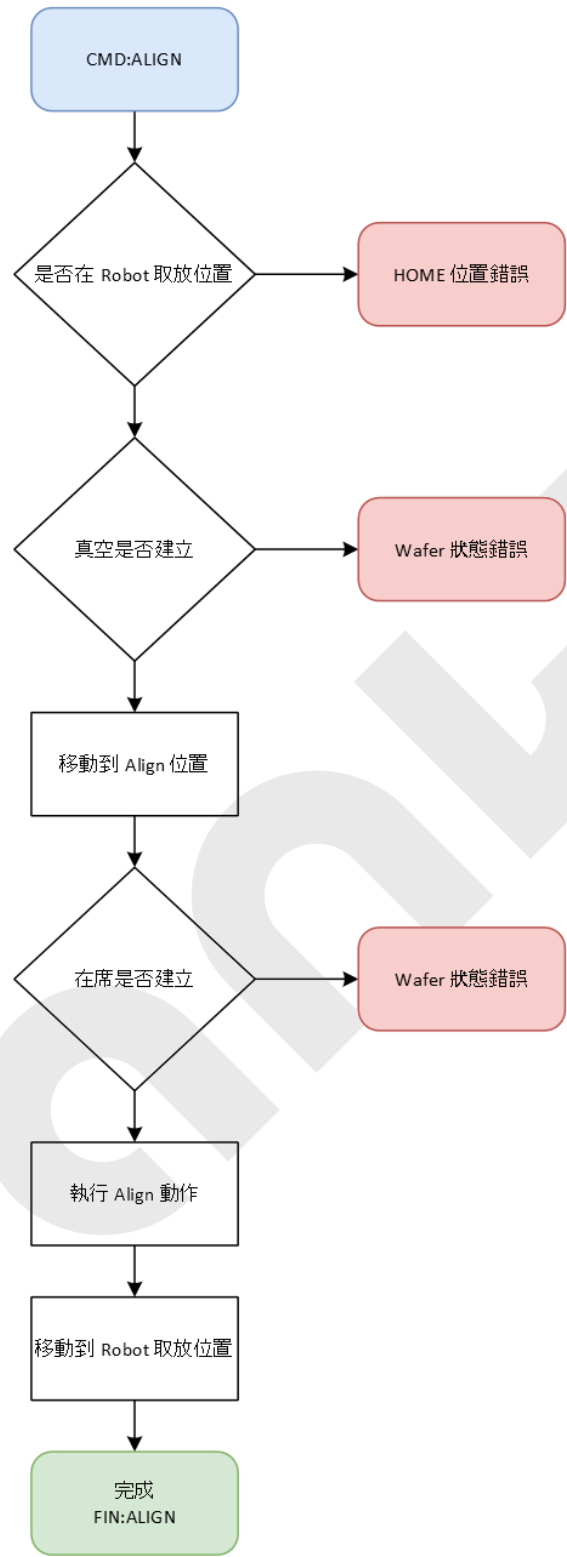 CMD:ALIGN
是否在 Robot 取放位置
HOME 位置錯誤
真空是否建立
Wafer 狀態錯誤
移動到 Align 位置
在席是否建立
Wafer 狀態錯誤
執行 Align 動作
移動到 Robot 取放位置
完成
FIN:ALIGN